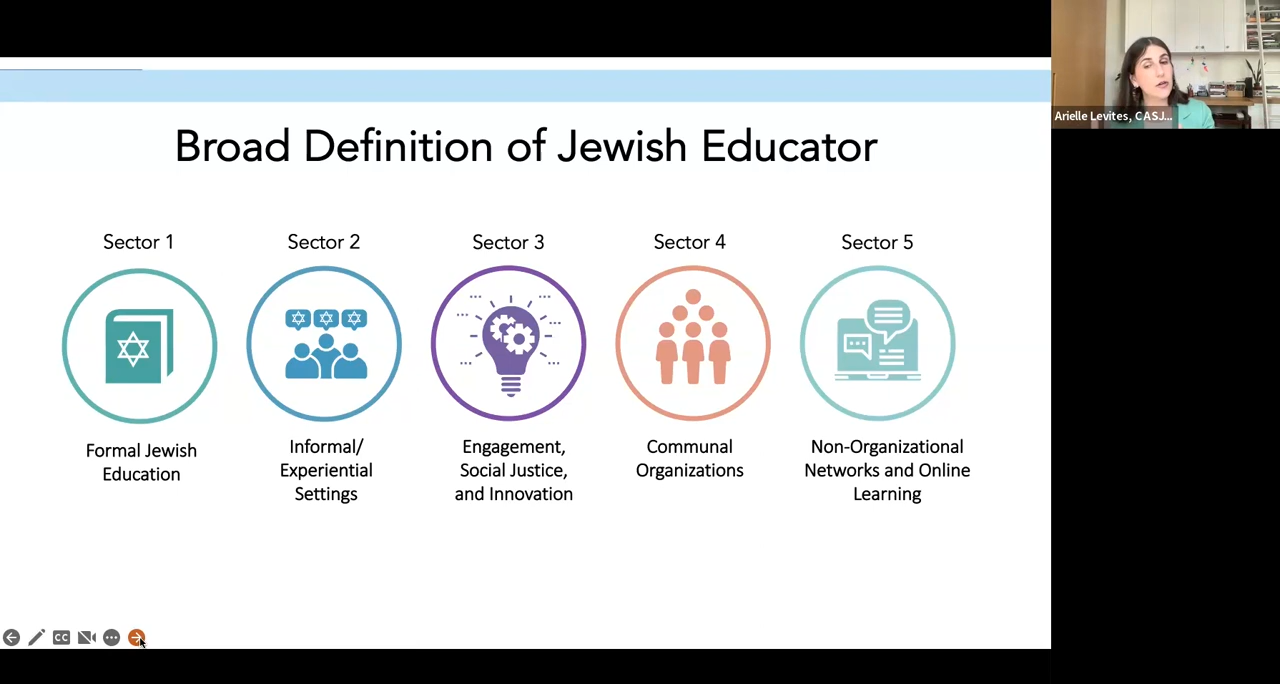 Broad Definition of Jewish Educator
Sector 1
Sector 2
Sector 3
Sector 4
Sector 5
Formal Jewish
Education
Informal/
Experiential
Settings
Engagement,
Social Justice,
and Innovation
Communal
Organizations
Non-Organizational
Networks and Online
Learning
CC
Arielle Levites, CASJ...